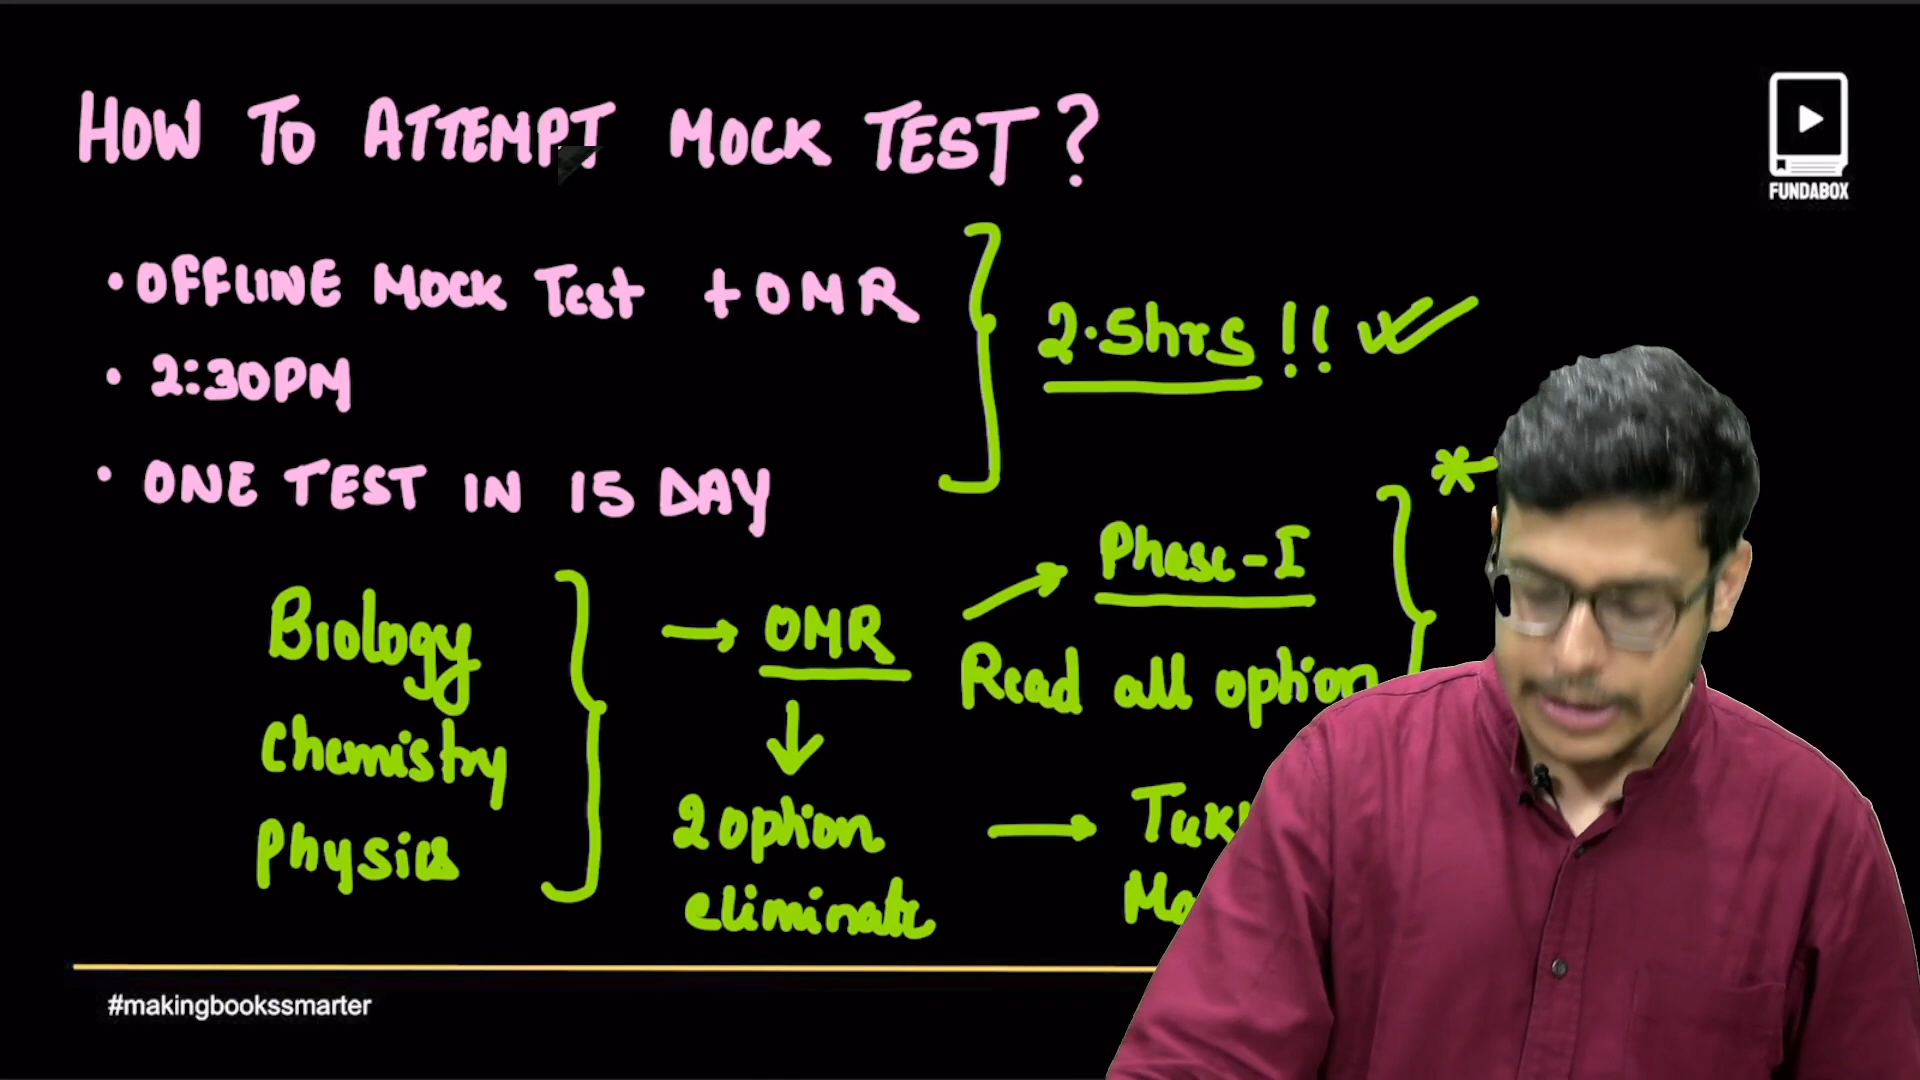 HOW TO ATTEMPT MOCK TEST?
FUNDABOX
• OFFLINE MOCK Test + OMR
• 2:30PM
2.5hrs !!
• ONE TEST IN 15 DAY
*
Biology
Chemistry
Physics
→ OMR
Phase-I
Read all option
2 option
eliminate
#makingbookssmarter